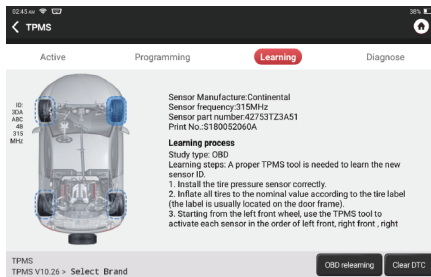 02:45 AM
38%
TPMS
Active
Programming
Learning
Diagnose
ID:
3DA
ABC
48
315
MHz
Sensor Manufacture:Continental
Sensor frequency:315MHz
Sensor part number:42753TZ3A51
Print No.:S180052060A
Learning process
Study type: OBD
Learning steps: A proper TPMS tool is needed to learn the new
sensor ID.
1. Install the tire pressure sensor correctly.
2. Inflate all tires to the nominal value according to the tire label
(the label is usually located on the door frame).
3. Starting from the left front wheel, use the TPMS tool to
activate each sensor in the order of left front, right front , right
TPMS
TPMS V10.26 > Select Brand
OBD relearning
Clear DTC